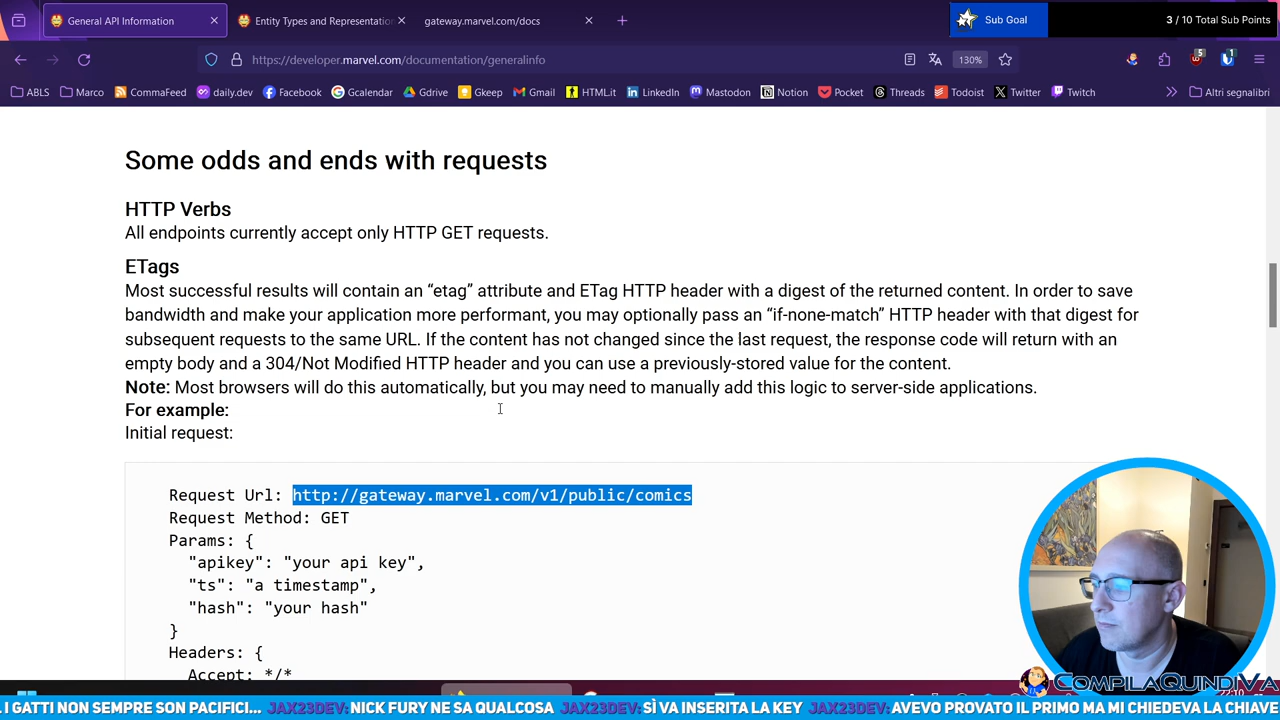 General API Information
Entity Types and Representation
gateway.marvel.com/docs
Sub Goal
3 / 10 Total Sub Points
https://developer.marvel.com/documentation/generalinfo
130%
5
1
ABLS
Marco
CommaFeed
daily.dev
Facebook
Gcalendar
Gdrive
Gkeep
Gmail
HTML.it
LinkedIn
Mastodon
Notion
Pocket
Threads
Todoist
Twitter
Twitch
Altri segnalibri
Some odds and ends with requests
HTTP Verbs
All endpoints currently accept only HTTP GET requests.
ETags
Most successful results will contain an “etag” attribute and ETag HTTP header with a digest of the returned content. In order to save
bandwidth and make your application more performant, you may optionally pass an “if-none-match” HTTP header with that digest for
subsequent requests to the same URL. If the content has not changed since the last request, the response code will return with an
empty body and a 304/Not Modified HTTP header and you can use a previously-stored value for the content.
Note: Most browsers will do this automatically, but you may need to manually add this logic to server-side applications.
For example:
Initial request:
Request Url: http://gateway.marvel.com/v1/public/comics
Request Method: GET
Params: {
"apikey": "your api key",
"ts": "a timestamp",
"hash": "your hash"
}
Headers: {
Accept: */*
COMPILAQUINDIVA
I GATTI NON SEMPRE SON PACIFICI... JAX23DEV: NICK FURY NE SA QUALCOSA JAX23DEV: SÌ VA INSERITA LA KEY JAX23DEV: AVEVO PROVATO IL PRIMO MA MI CHIEDEVA LA CHIAVE